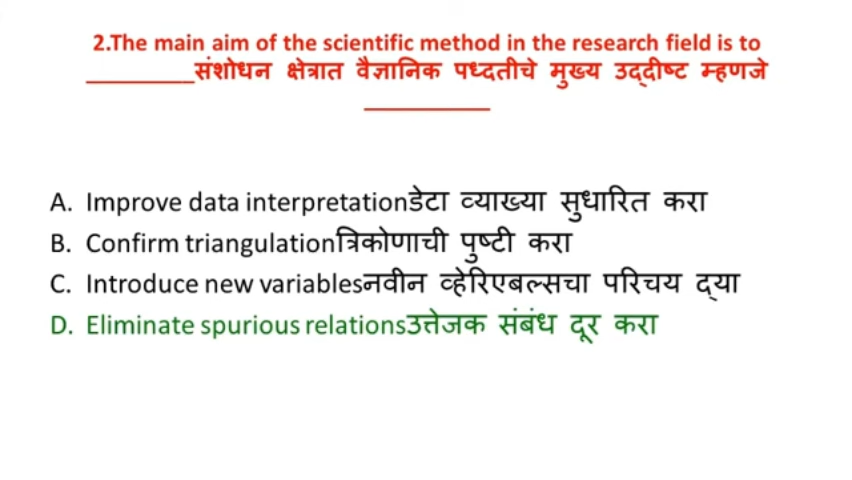 2.The main aim of the scientific method in the research field is to
_________संशोधन क्षेत्रात वैज्ञानिक पध्दतीचे मुख्य उद्दीष्ट म्हणजे
___________
A. Improve data interpretationडेटा व्याख्या सुधारित करा
B. Confirm triangulationत्रिकोणाची पुष्टी करा
C. Introduce new variablesनवीन व्हेरिएबल्सचा परिचय द्या
D. Eliminate spurious relationsउत्तेजक संबंध दूर करा